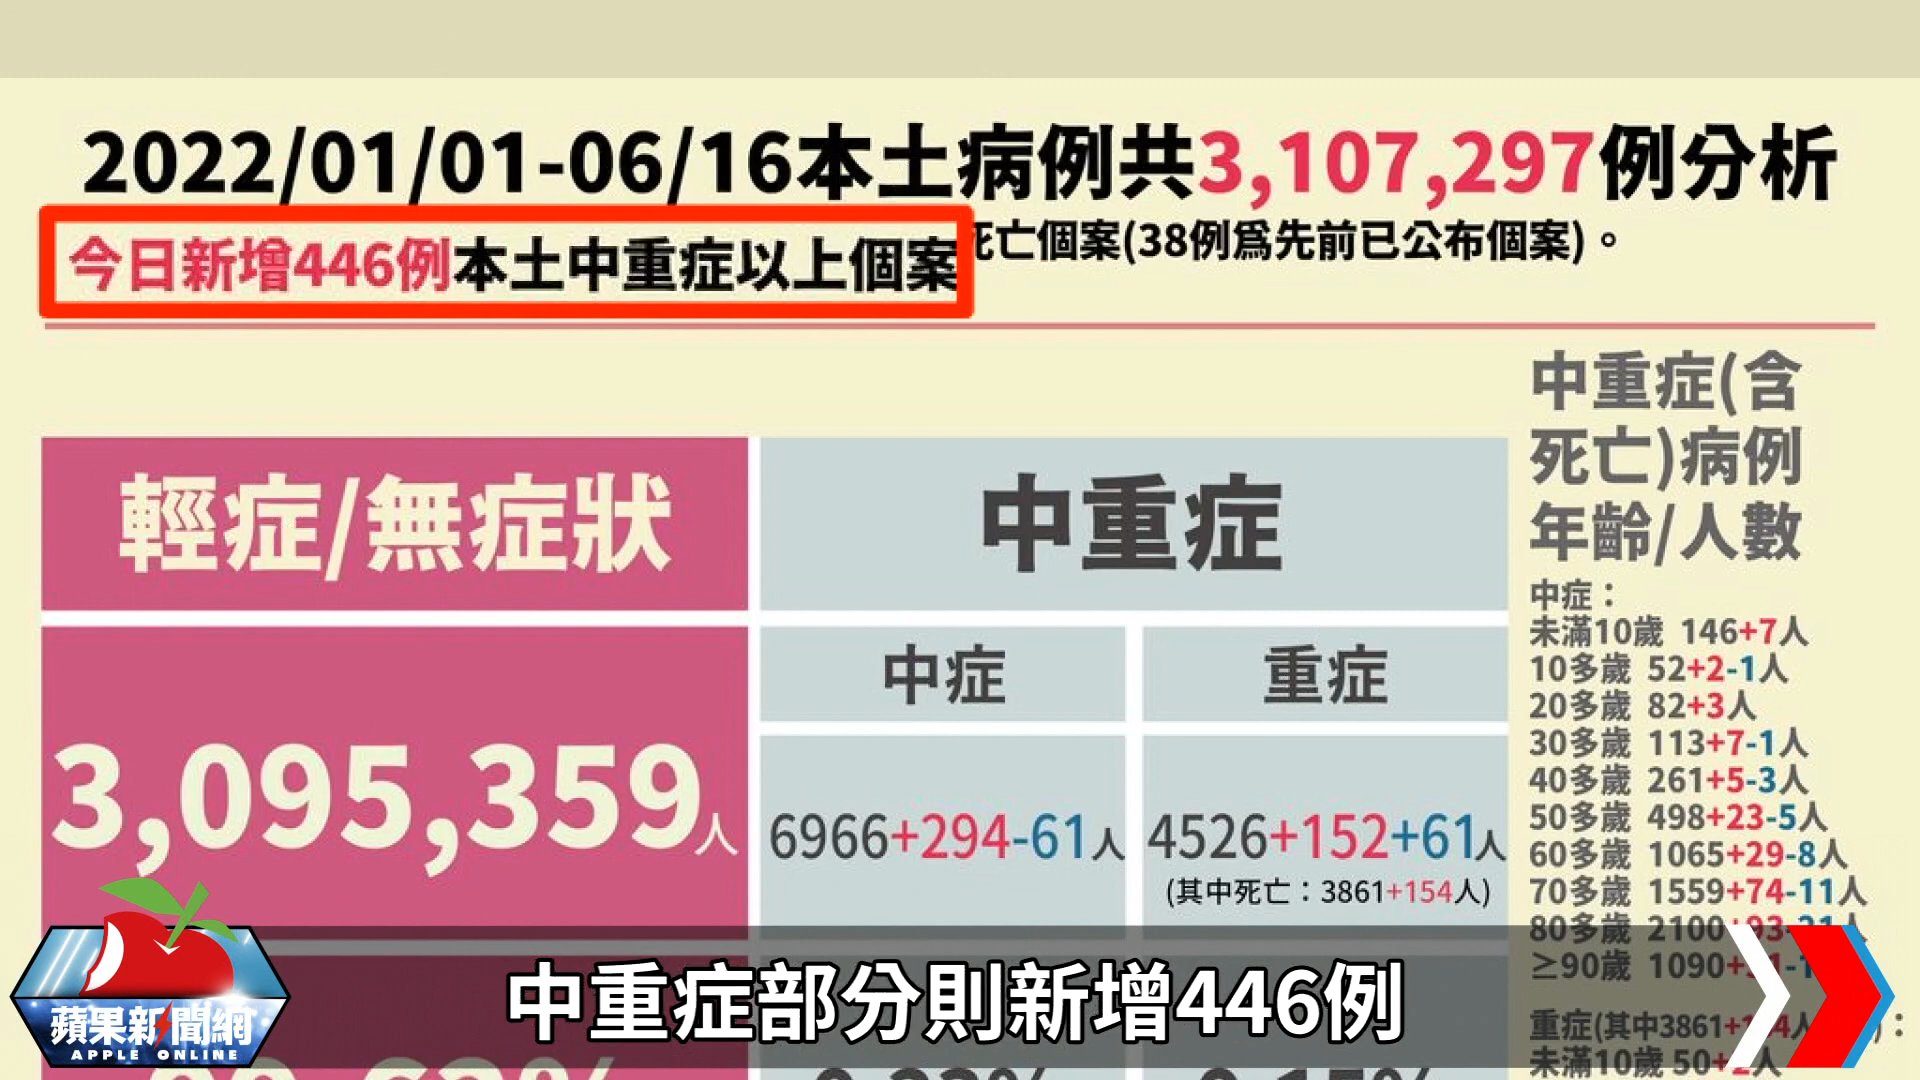 2022/01/01-06/16本土病例共3,107,297例分析
今日新增446例本土中重症以上個案
死亡個案(38例爲先前已公布個案)。
輕症/無症狀
中重症
中症
重症
3,095,359人
6966+294-61人
4526+152+61人
(其中死亡：3861+154人)
中重症(含
死亡)病例
年齡/人數
中症：
未滿10歲 146+7人
10多歲 52+2-1人
20多歲 82+3人
30多歲 113+7-1人
40多歲 261+5-3人
50多歲 498+23-5人
60多歲 1065+29-8人
70多歲 1559+74-11人
80多歲 2100+93-21人
≥90歲 1090+
重症(其中3861+
未滿10歲 50+
中重症部分則新增446例
蘋果新聞網
APPLE ONLINE